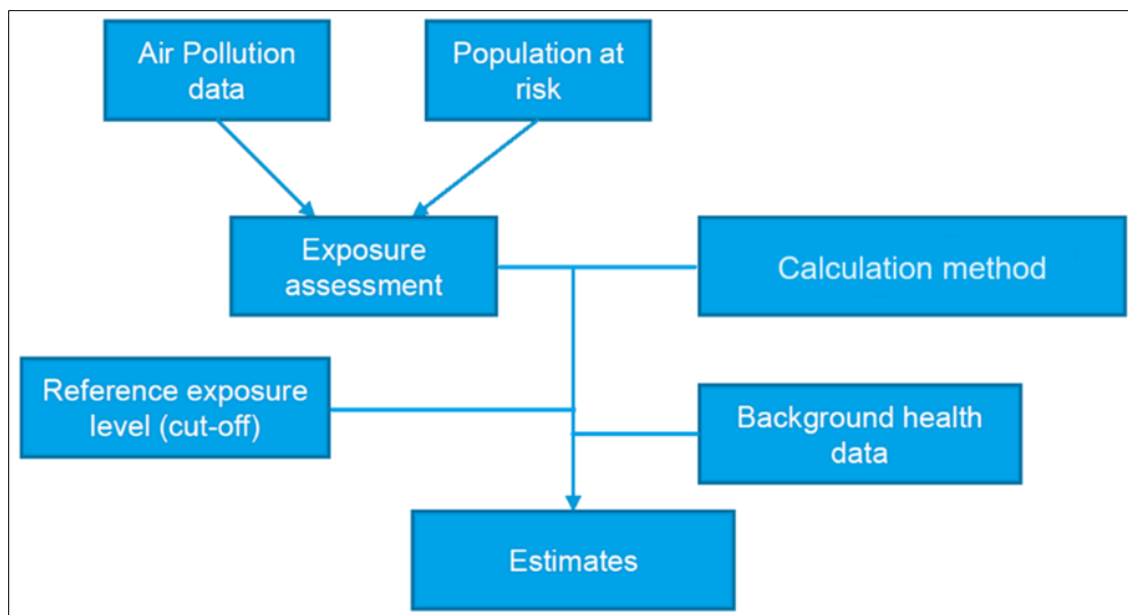 Air Pollution
data
Population at
risk
Exposure
assessment
Calculation method
Reference exposure
level (cut-off)
Background health
data
Estimates